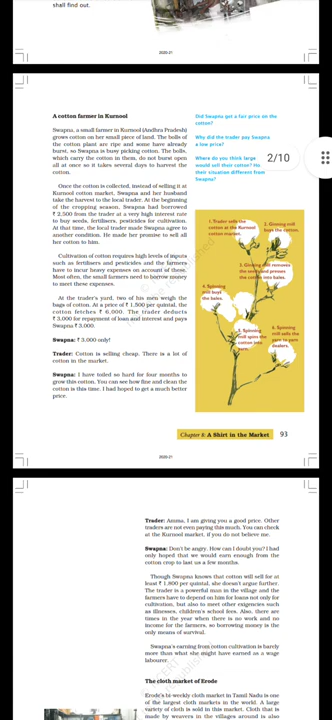 shall find out.
2020-21
A cotton farmer in Kurnool
Swapna, a small farmer in Kurnool (Andhra Pradesh)
grows cotton on her small piece of land. The bolls of
the cotton plant are ripe and some have already
burst, so Swapna is busy picking cotton. The bolls,
which carry the cotton in them, do not burst open
all at once so it takes several days to harvest the
cotton.
Once the cotton is collected, instead of selling it at
Kurnool cotton market, Swapna and her husband
take the harvest to the local trader. At the beginning
of the cropping season, Swapna had borrowed
₹ 2,500 from the trader at a very high interest rate
to buy seeds, fertilisers, pesticides for cultivation.
At that time, the local trader made Swapna agree to
another condition. He made her promise to sell all
her cotton to him.
Cultivation of cotton requires high levels of inputs
such as fertilisers and pesticides and the farmers
have to incur heavy expenses on account of these.
Most often, the small farmers need to borrow money
to meet these expenses.
At the trader's yard, two of his men weigh the
bags of cotton. At a price of ₹ 1,500 per quintal, the
cotton fetches ₹ 6,000. The trader deducts
₹ 3,000 for repayment of loan and interest and pays
Swapna ₹ 3,000.
Swapna: ₹ 3,000 only!
Trader: Cotton is selling cheap. There is a lot of
cotton in the market.
Swapna: I have toiled so hard for four months to
grow this cotton. You can see how fine and clean the
cotton is this time. I had hoped to get a much better
price.
Did Swapna get a fair price on the
cotton?
Why did the trader pay Swapna
a low price?
Where do you think large
would sell their cotton? Ho
their situation different from
Swapna?
2/10
1. Trader sells the
cotton at the Kurnool
cotton market.
2. Ginning mill
buys the cotton.
3. Ginning mill removes
the seeds and presses
the cotton into bales.
4. Spinning
mill buys
the bales.
5. Spinning
mill spins the
cotton into
yarn.
6. Spinning
mill sells the
yarn to yarn
dealers.
Chapter 8: A Shirt in the Market 93
2020-21
Trader: Amma, I am giving you a good price. Other
traders are not even paying this much. You can check
at the Kurnool market, if you do not believe me.
Swapna: Don't be angry. How can I doubt you? I had
only hoped that we would earn enough from the
cotton crop to last us a few months.
Though Swapna knows that cotton will sell for at
least ₹ 1,800 per quintal, she doesn't argue further.
The trader is a powerful man in the village and the
farmers have to depend on him for loans not only for
cultivation, but also to meet other exigencies such
as illnesses, children's school fees. Also, there are
times in the year when there is no work and no
income for the farmers, so borrowing money is the
only means of survival.
Swapna's earning from cotton cultivation is barely
more than what she might have earned as a wage
labourer.
The cloth market of Erode
Erode's bi-weekly cloth market in Tamil Nadu is one
of the largest cloth markets in the world. A large
variety of cloth is sold in this market. Cloth that is
made by weavers in the villages around is also